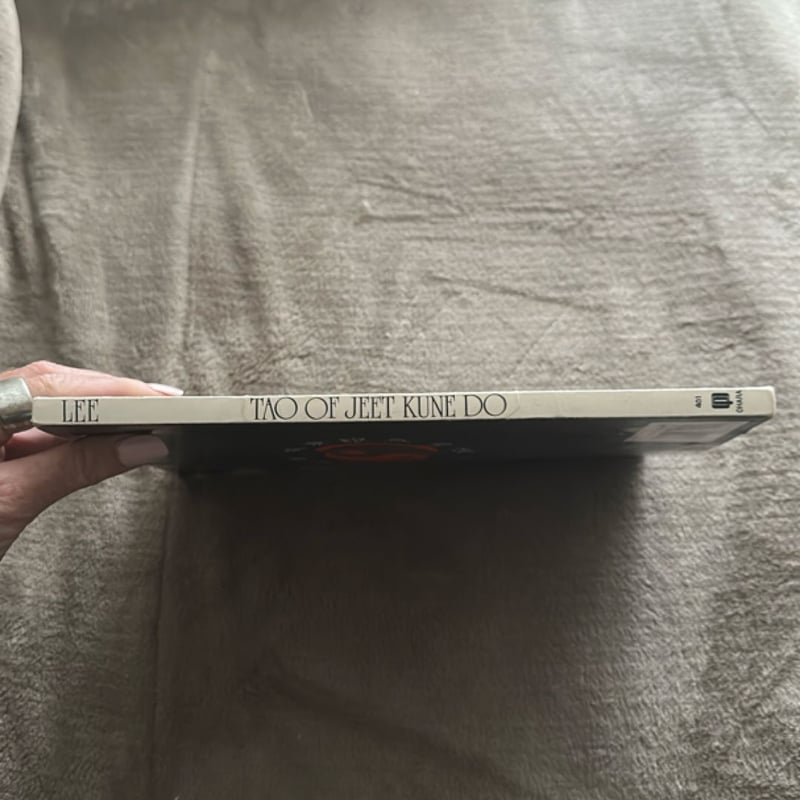 LEE
TAO OF JEET KUNE DO
401
OHARA